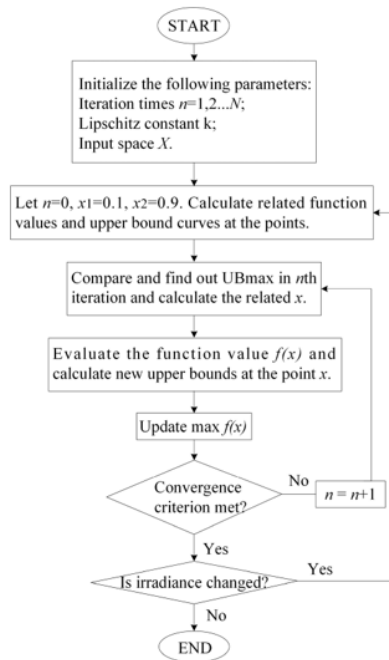 START
Initialize the following parameters:
Iteration times n=1,2...N;
Lipschitz constant k;
Input space X.
Let n=0, x1=0.1, x2=0.9. Calculate related function
values and upper bound curves at the points.
Compare and find out UBmax in nth
iteration and calculate the related x.
Evaluate the function value f(x) and
calculate new upper bounds at the point x.
Update max f(x)
Convergence
criterion met?
No
n = n+1
Yes
Is irradiance changed?
Yes
No
END